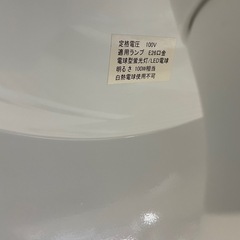 定格電圧 100V
適用ランプ E26口金
電球型蛍光灯/LED電球
明るさ 100W相当
白熱電球使用不可